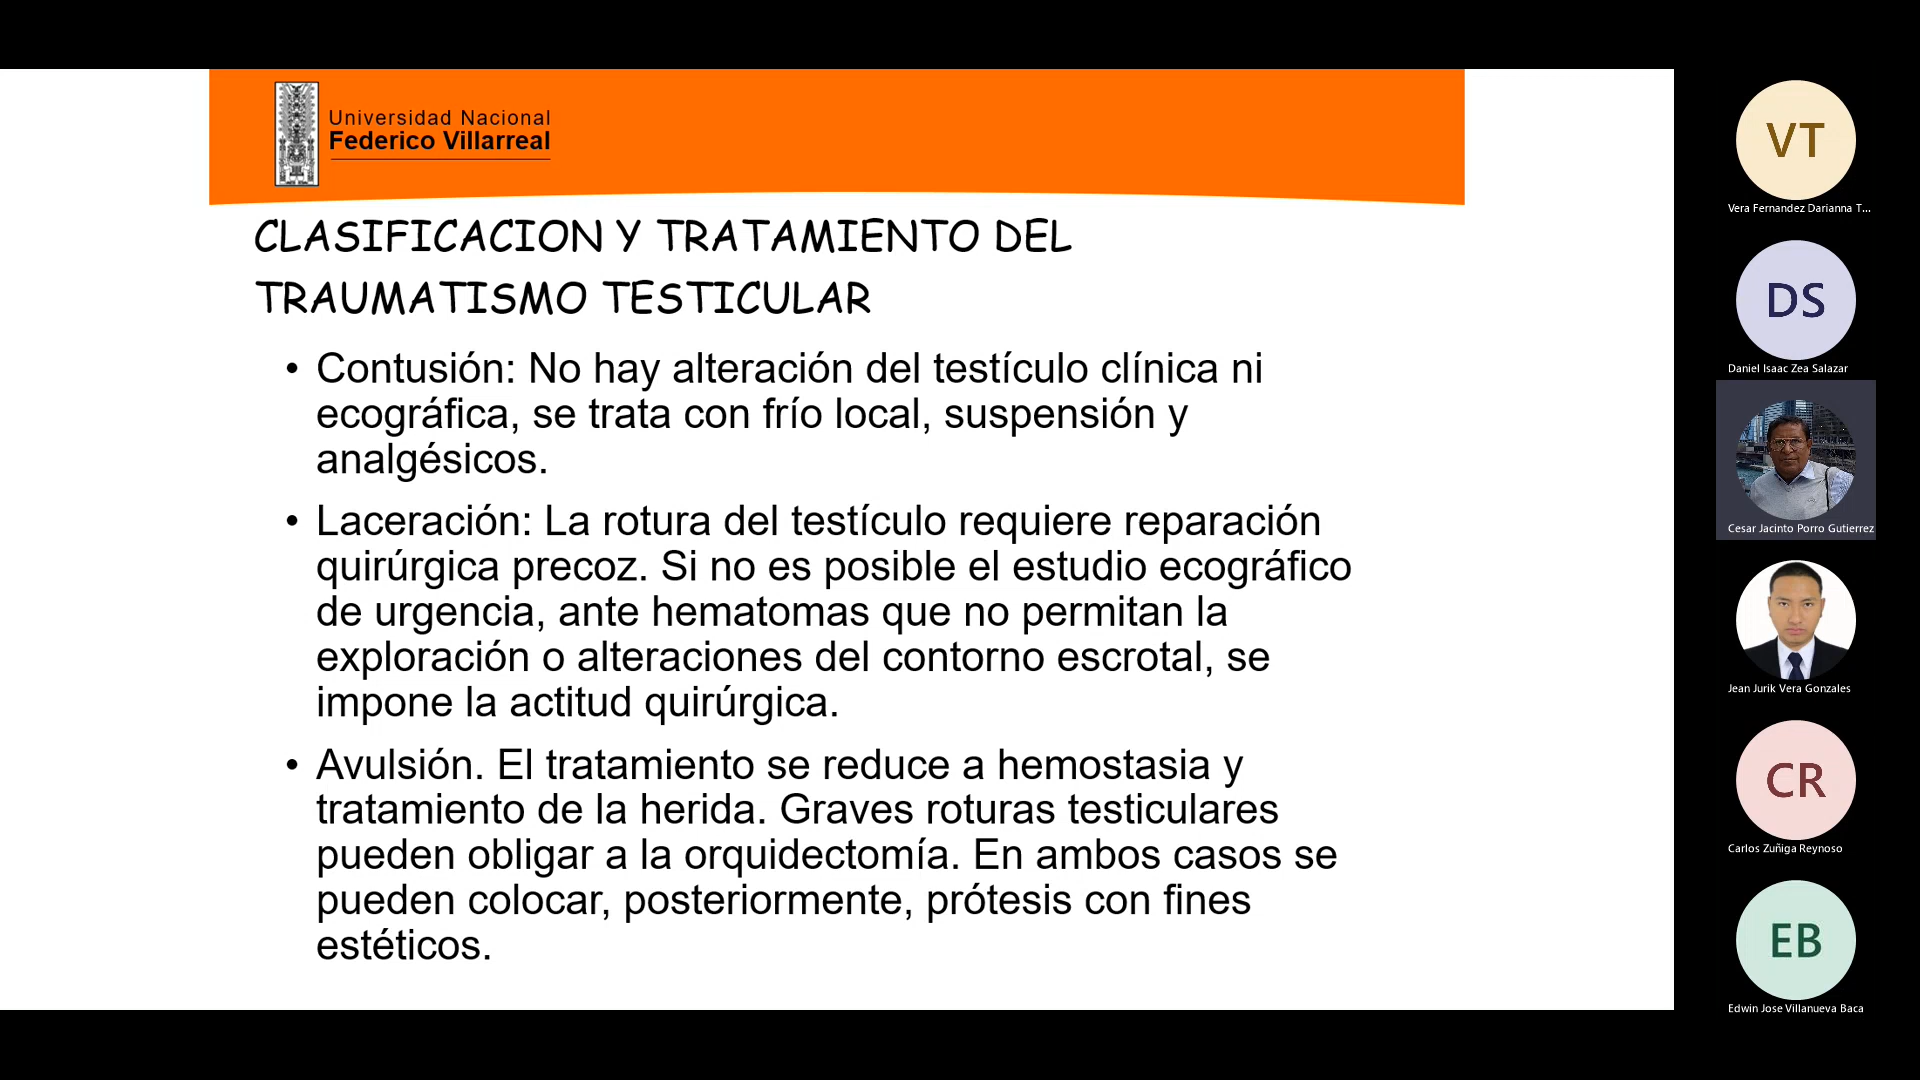 Universidad Nacional
Federico Villarreal
CLASIFICACION Y TRATAMIENTO DEL
TRAUMATISMO TESTICULAR
• Contusión: No hay alteración del testículo clínica ni
ecográfica, se trata con frío local, suspensión y
analgésicos.
• Laceración: La rotura del testículo requiere reparación
quirúrgica precoz. Si no es posible el estudio ecográfico
de urgencia, ante hematomas que no permitan la
exploración o alteraciones del contorno escrotal, se
impone la actitud quirúrgica.
• Avulsión. El tratamiento se reduce a hemostasia y
tratamiento de la herida. Graves roturas testiculares
pueden obligar a la orquidectomía. En ambos casos se
pueden colocar, posteriormente, prótesis con fines
estéticos.
VT
Vera Fernandez Darianna T...
DS
Daniel Isaac Zea Salazar
Cesar Jacinto Porro Gutierrez
Jean Jurik Vera Gonzales
CR
Carlos Zuñiga Reynoso
EB
Edwin Jose Villanueva Baca